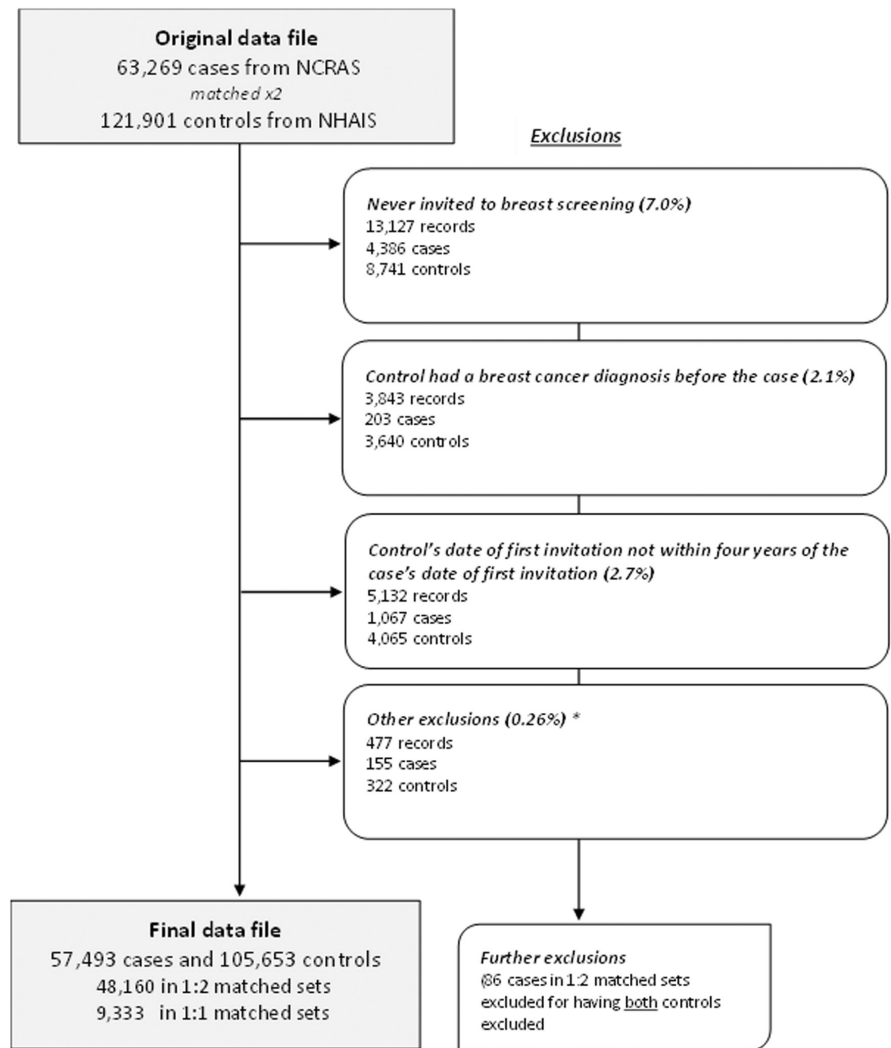 Original data file
63,269 cases from NCRAS
matched x2
121,901 controls from NHAIS
Exclusions
Never invited to breast screening (7.0%)
13,127 records
4,386 cases
8,741 controls
Control had a breast cancer diagnosis before the case (2.1%)
3,843 records
203 cases
3,640 controls
Control's date of first invitation not within four years of the
case's date of first invitation (2.7%)
5,132 records
1,067 cases
4,065 controls
Other exclusions (0.26%) *
477 records
155 cases
322 controls
Final data file
57,493 cases and 105,653 controls
48,160 in 1:2 matched sets
9,333 in 1:1 matched sets
Further exclusions
(86 cases in 1:2 matched sets
excluded for having both controls
excluded